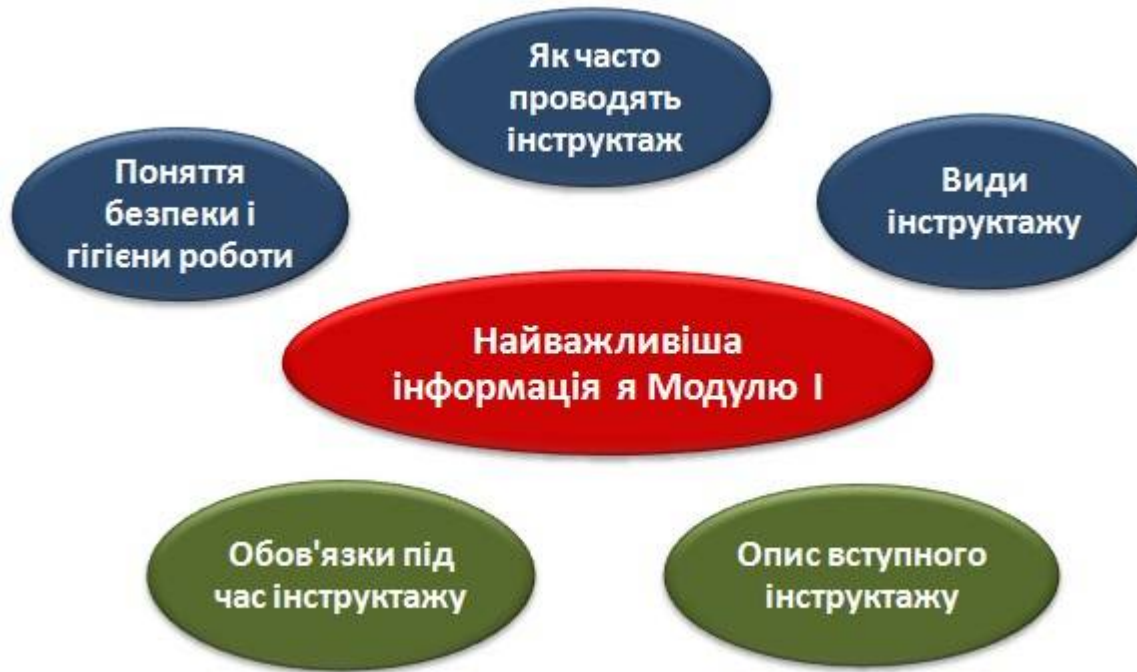 Як часто
проводять
інструктаж
Поняття
безпеки і
гігієни роботи
Види
інструктажу
Найважливіша
інформація я Модулю І
Обов'язки під
час інструктажу
Опис вступного
інструктажу